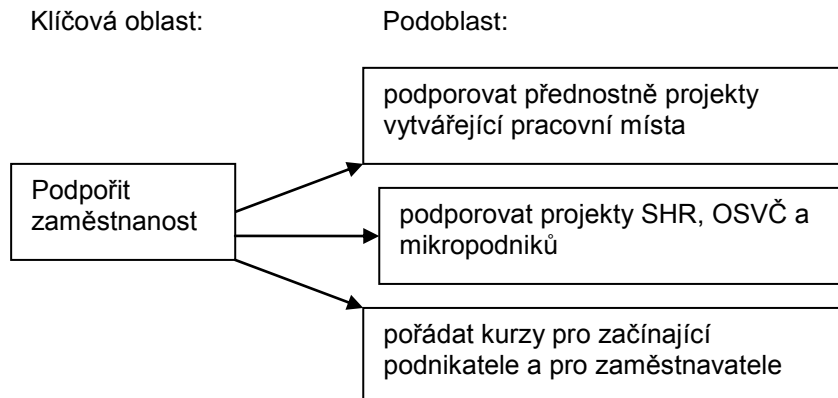 Klíčová oblast:
Podoblast:
podporovat přednostně projekty
vytvářející pracovní místa
Podpořit
zaměstnanost
podporovat projekty SHR, OSVČ a
mikropodniků
pořádat kurzy pro začínající
podnikatele a pro zaměstnavatele